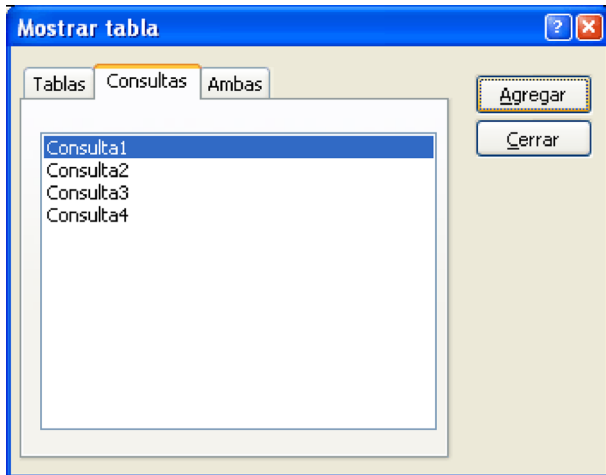 Mostrar tabla
Tablas Consultas Ambas
Agregar
Cerrar
Consulta1
Consulta2
Consulta3
Consulta4